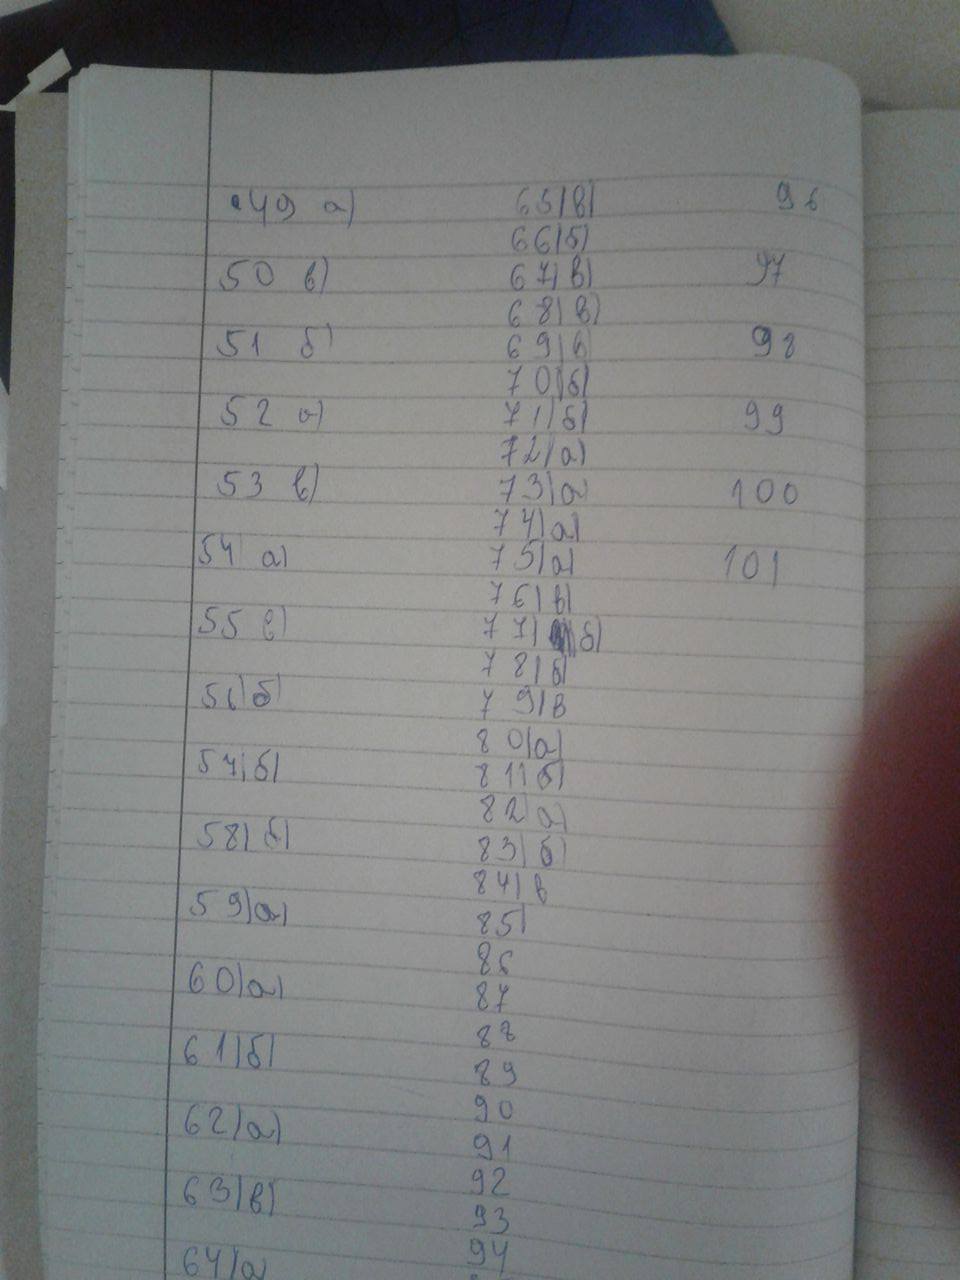 49 а)
50 в)
51 б)
52 а)
53 в)
54) а)
55 в)
56) б)
57) б)
58) б)
59) а)
60) а)
61) б)
62) а)
63) в)
64) а
65) в)
66) б)
67) в)
68) в)
69) в
70) б)
71) б)
72) а)
73) а
74) а)
75) а)
76) в)
77) б)
78) б)
79) в
80) а)
81) б)
82) а)
83) б)
84) в
85)
86
87
88
89
90
91
92
93
94
96
97
98
99
100
101